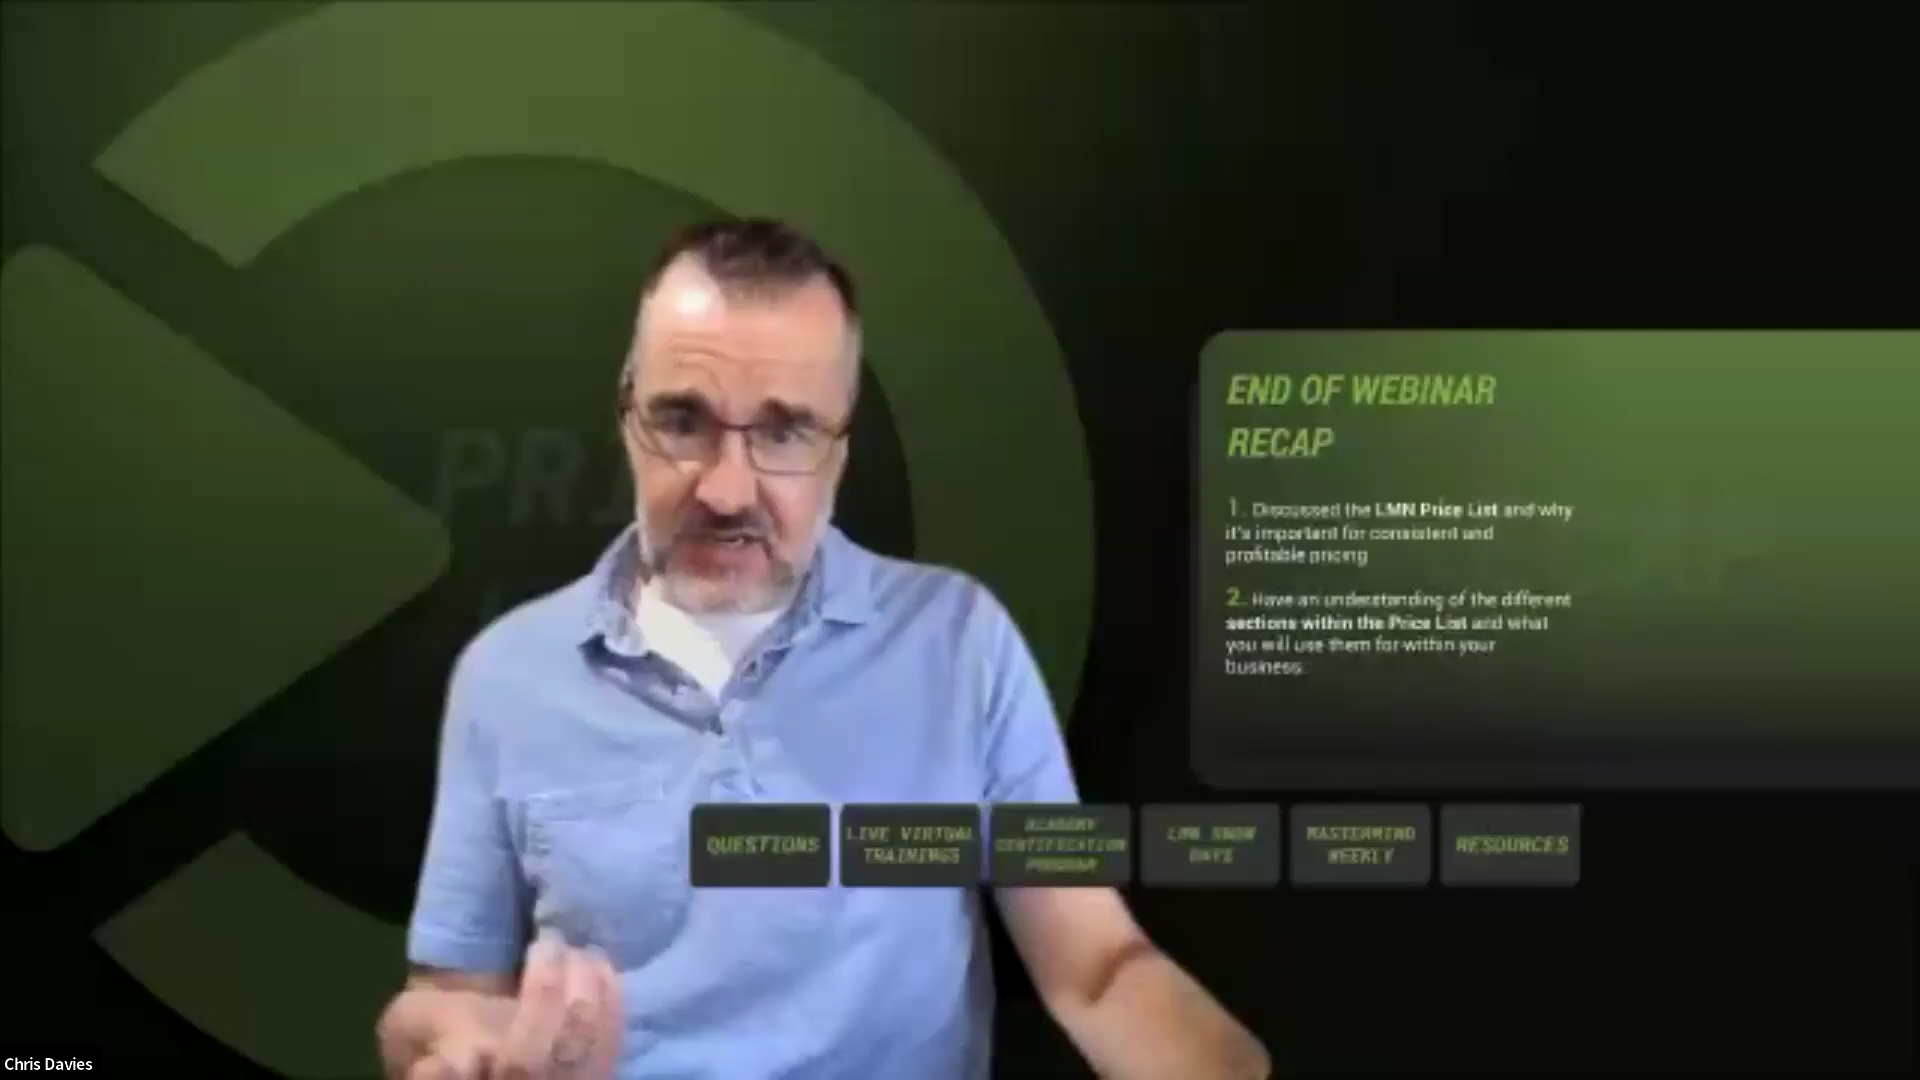 PRI
END OF WEBINAR
RECAP
1. Discussed the LMN Price List and why
it's important for consistent and
profitable pricing
2. Have an understanding of the different
sections within the Price List and what
you will use them for within your
business.
QUESTIONS
LIVE VIRTUAL
TRAININGS
ACADEMY
CERTIFICATION
PROGRAM
LMN SNOW
DAYS
MASTERMIND
WEEKLY
RESOURCES
Chris Davies